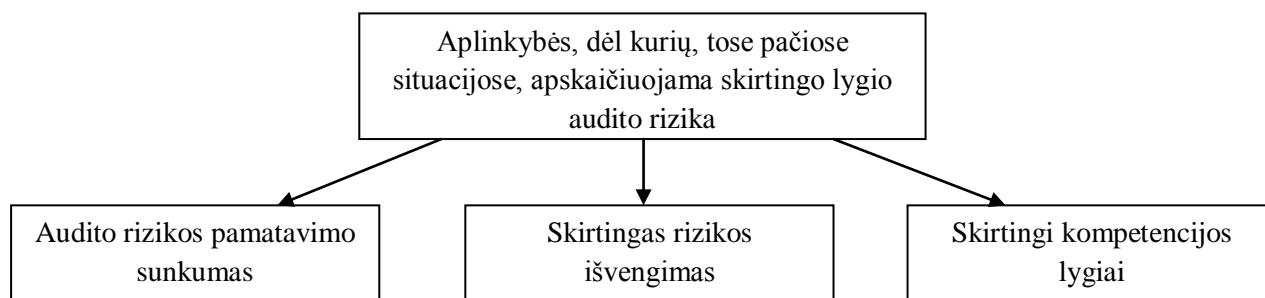 Aplinkybės, dėl kurių, tose pačiose
situacijose, apskaičiuojama skirtingo lygio
audito rizika
Audito rizikos pamatavimo
sunkumas
Skirtingas rizikos
išvengimas
Skirtingi kompetencijos
lygiai